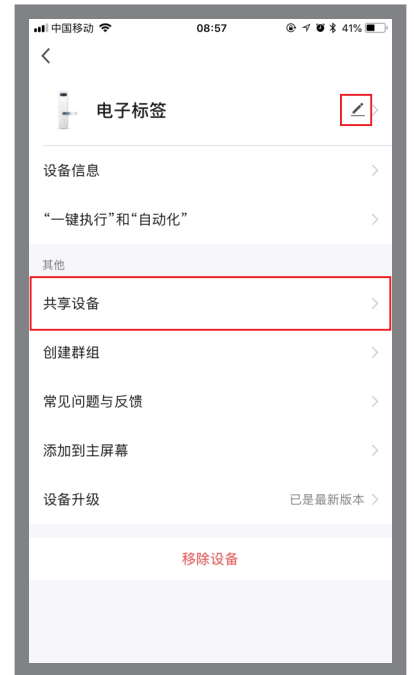 中国移动 08:57 41%
电子标签
设备信息
“一键执行”和“自动化”
其他
共享设备
创建群组
常见问题与反馈
添加到主屏幕
设备升级 已是最新版本
移除设备